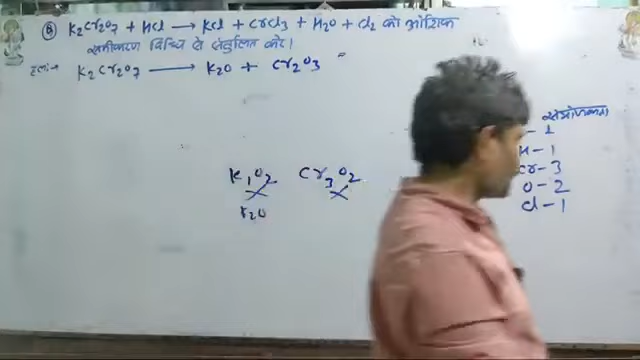 (B) K2Cr2O7 + HCl → KCl + CrCl3 + H2O + Cl2 को आंशिक
समीकरण विधि से संतुलित करे।
हलः→ K2Cr2O7 → K2O + Cr2O3 =
K1O2 Cr3O2
K2O
संयोजकता
- 1
H - 1
Cr - 3
O - 2
Cl - 1